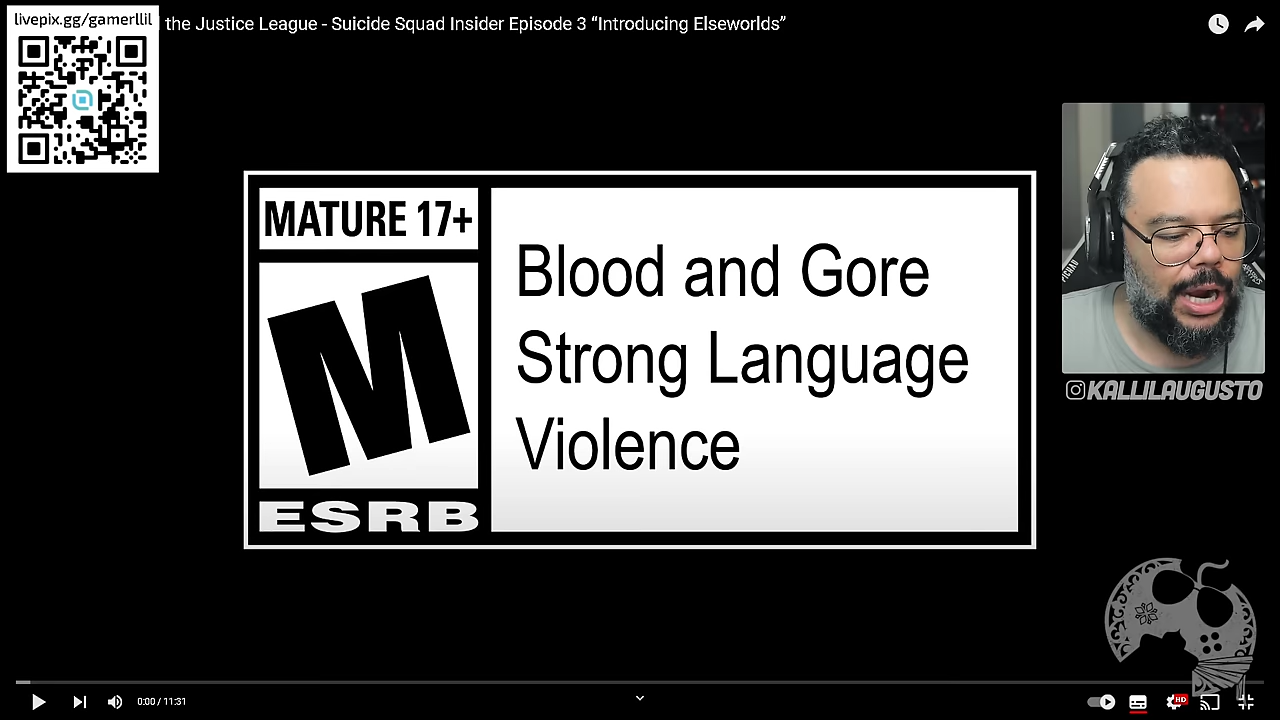 livepix.gg/gamerllil
the Justice League - Suicide Squad Insider Episode 3 “Introducing Elseworlds”
MATURE 17+
M
ESRB
Blood and Gore
Strong Language
Violence
KALLILAUGUSTO
0:00 / 11:31
HD